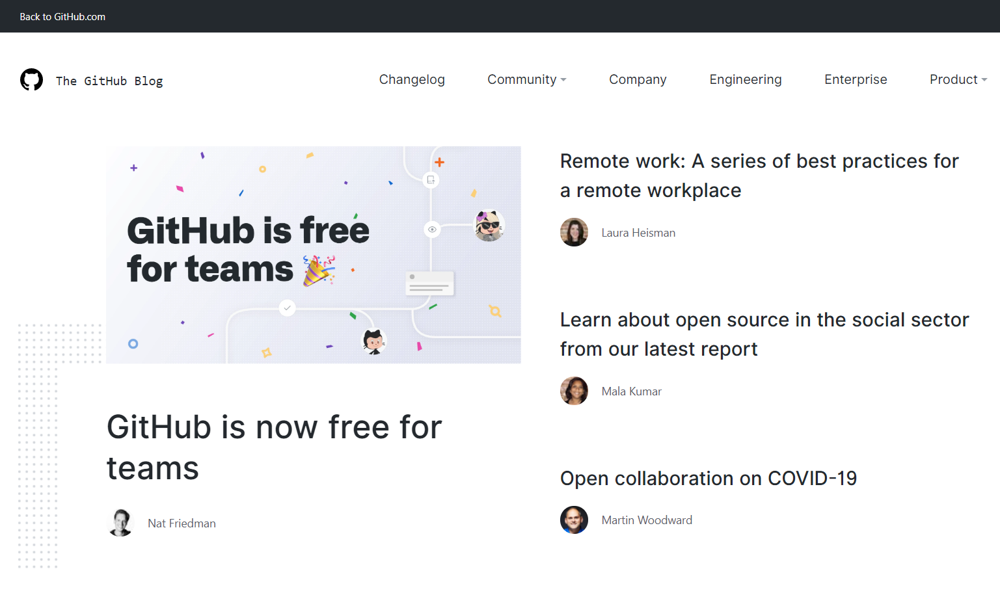 Back to GitHub.com
The GitHub Blog
Changelog
Community
Company
Engineering
Enterprise
Product
GitHub is free
for teams
GitHub is now free for
teams
Nat Friedman
Remote work: A series of best practices for
a remote workplace
Laura Heisman
Learn about open source in the social sector
from our latest report
Mala Kumar
Open collaboration on COVID-19
Martin Woodward